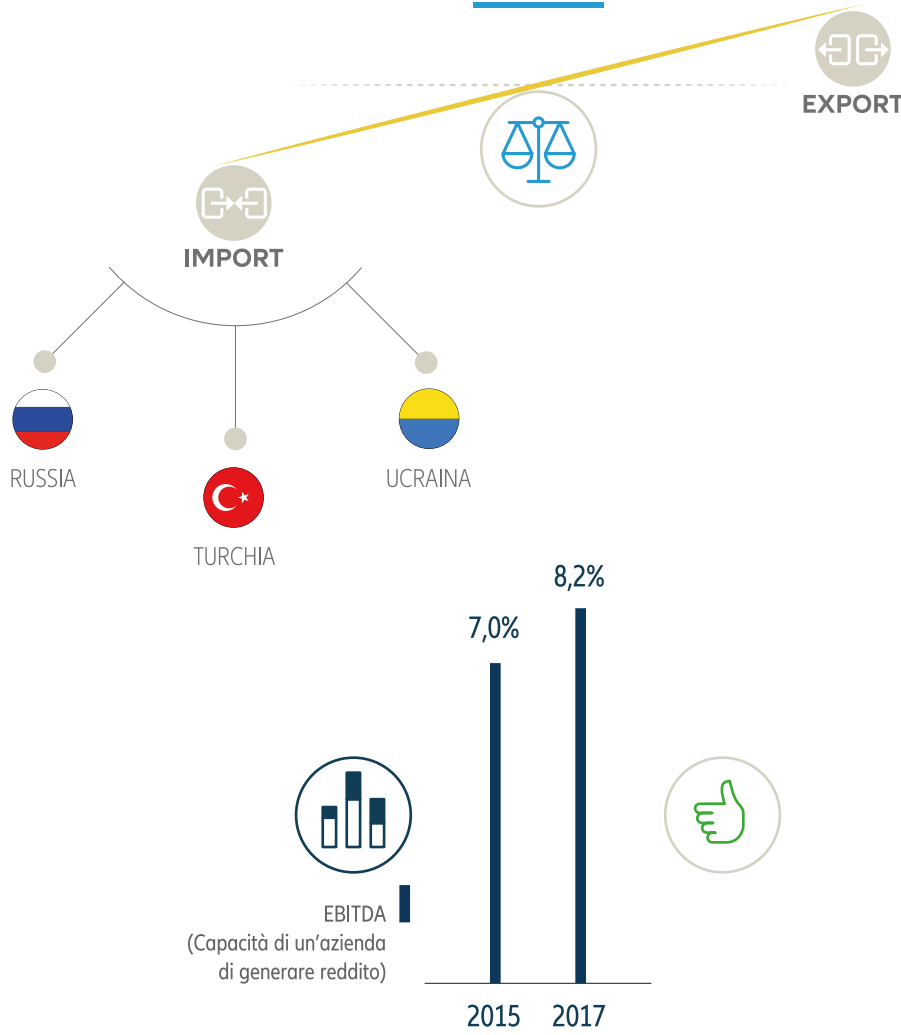 EXPORT
IMPORT
RUSSIA
UCRAINA
TURCHIA
8,2%
7,0%
EBITDA
(Capacità di un'azienda
di generare reddito)
2015 2017